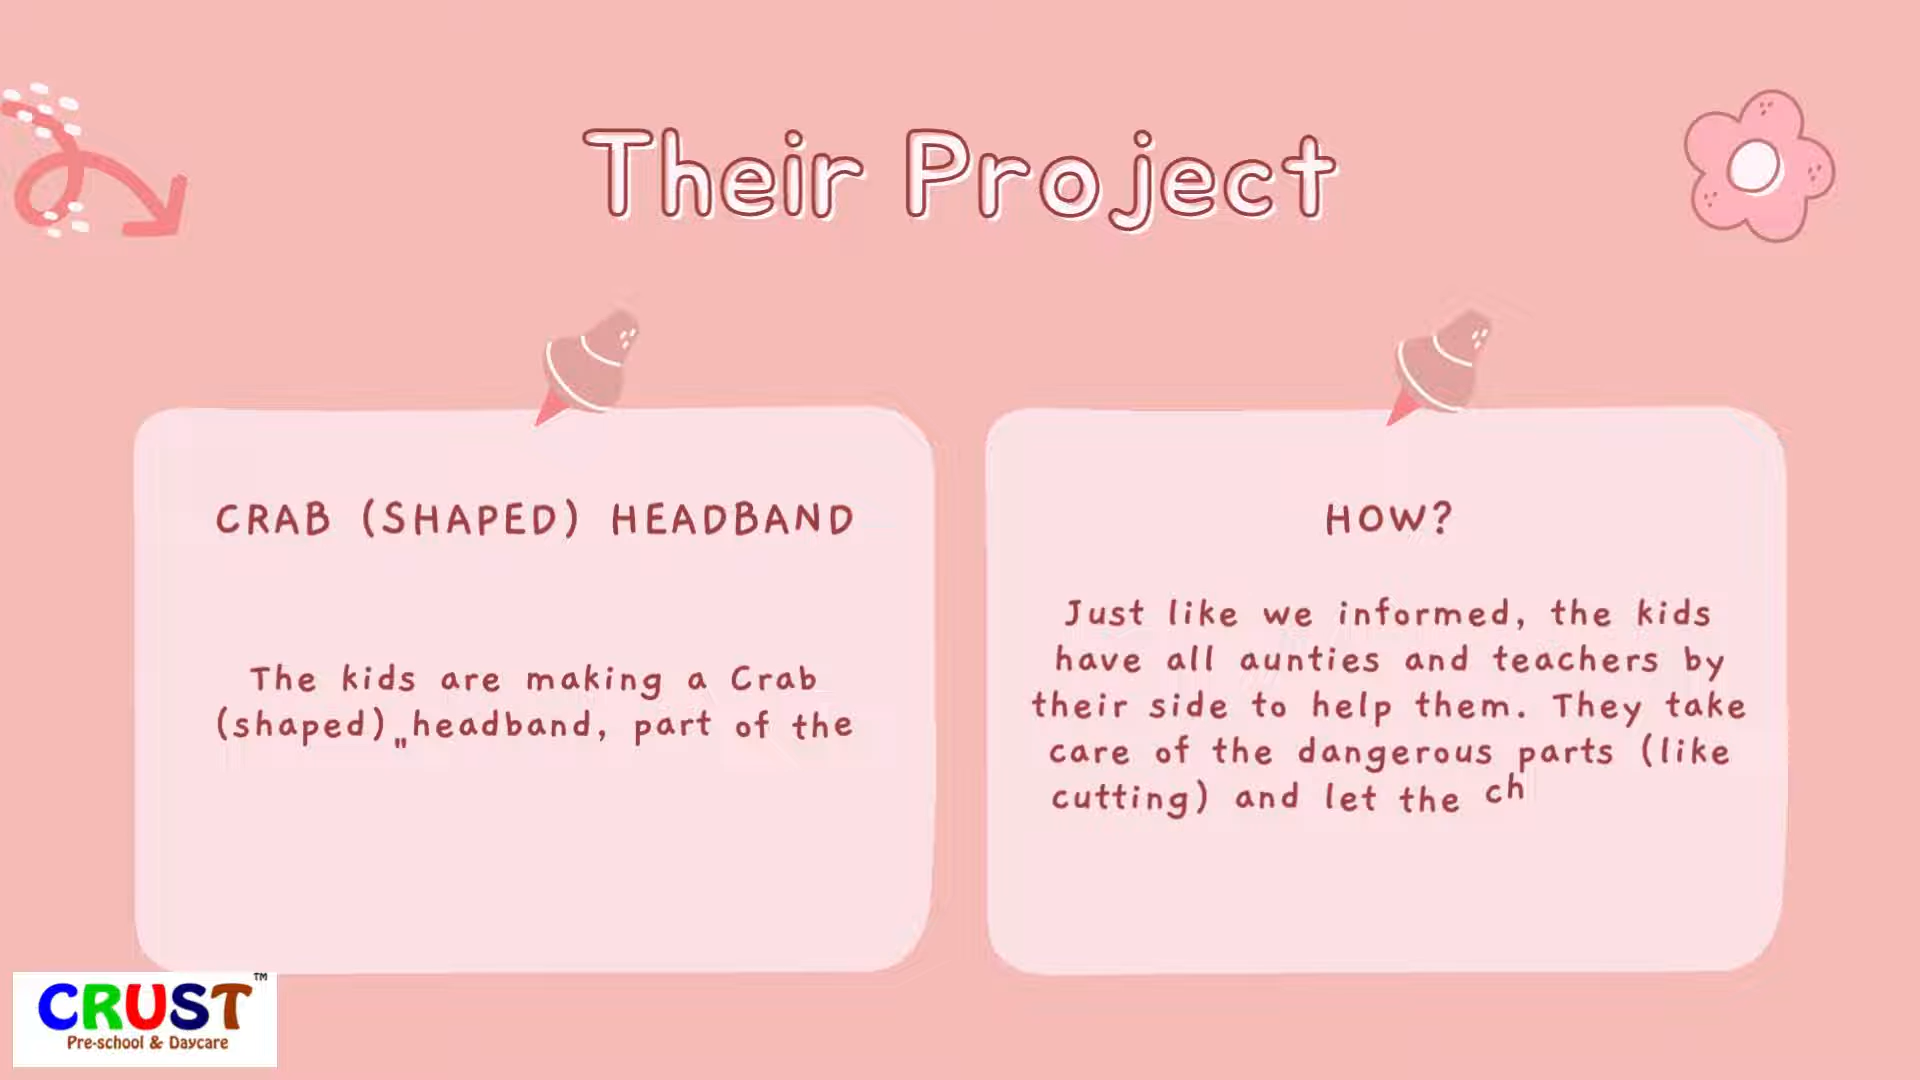 Their Project
CRAB (SHAPED) HEADBAND
The kids are making a Crab
(shaped) "headband, part of the
HOW?
Just like we informed, the kids
have all aunties and teachers by
their side to help them. They take
care of the dangerous parts (like
cutting) and let the ch
CRUST™
Pre-school & Daycare